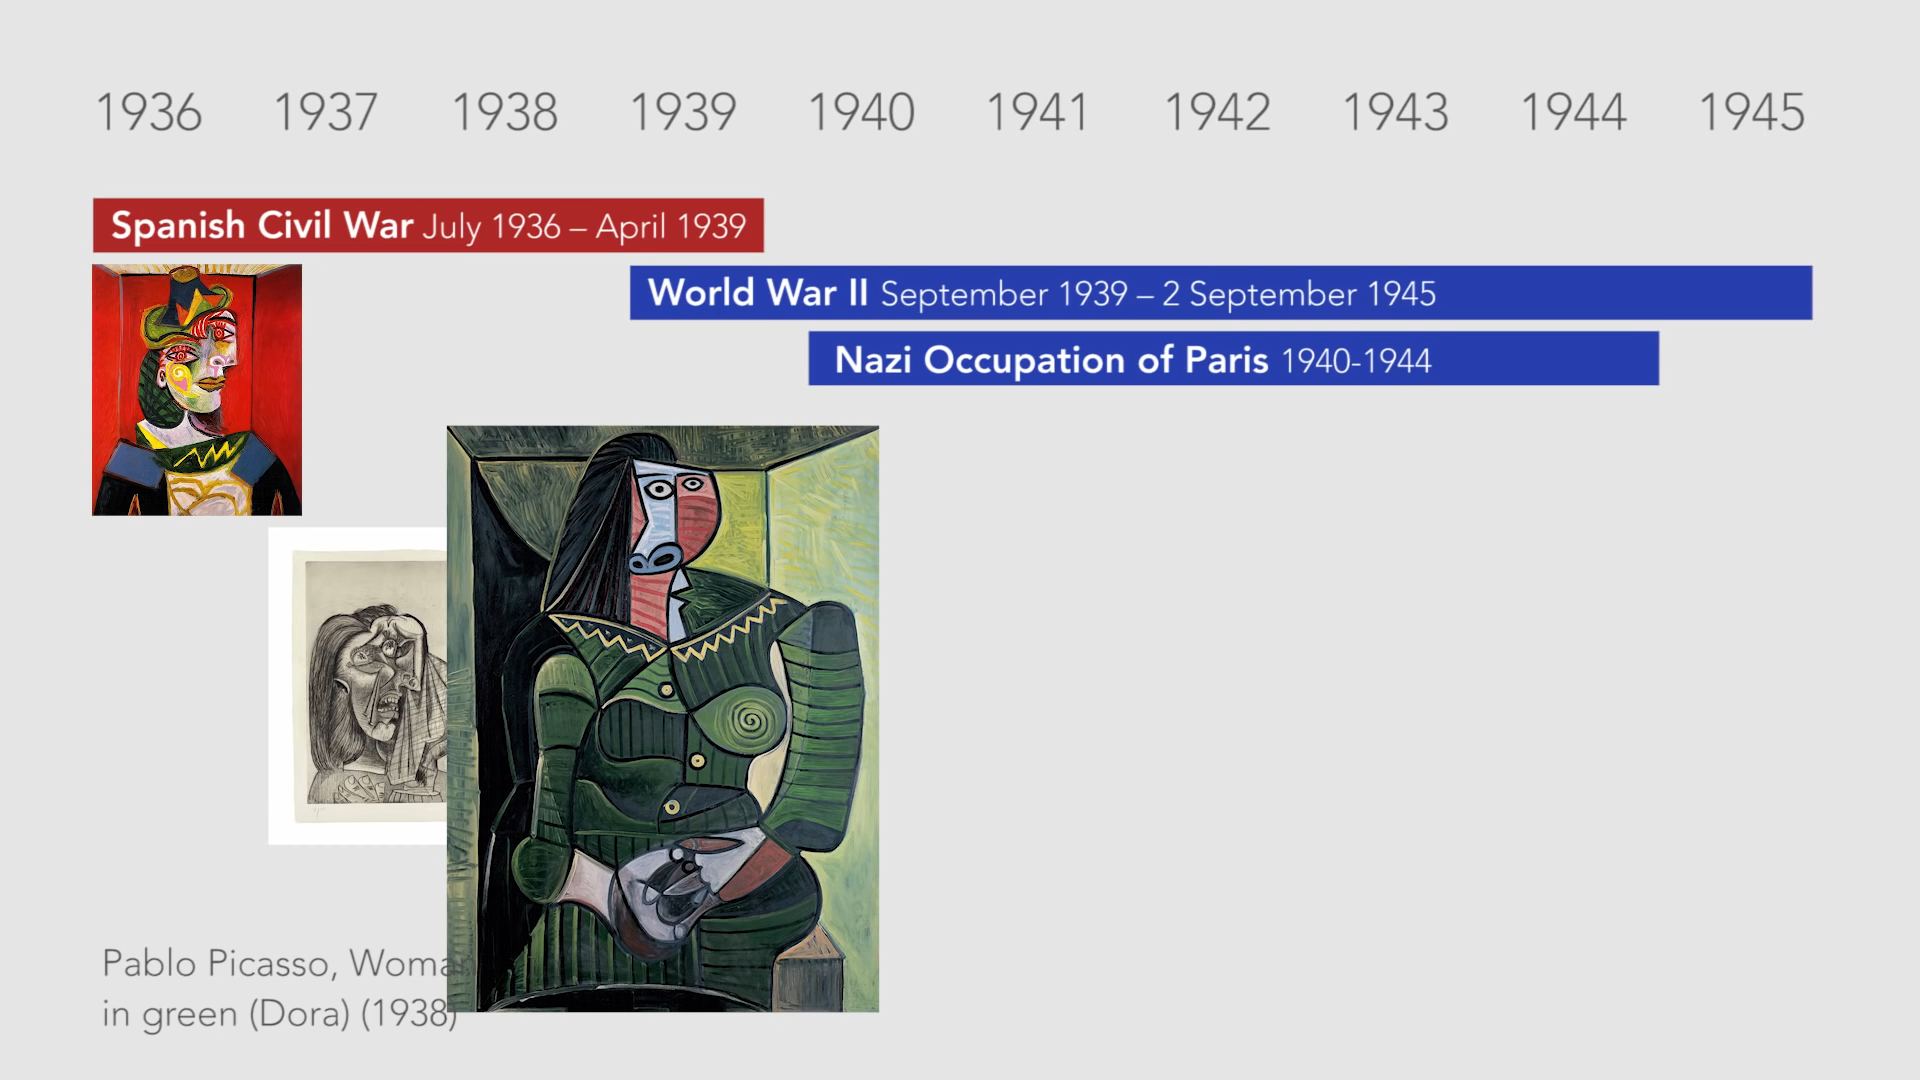 1936 1937 1938 1939 1940 1941 1942 1943 1944 1945
Spanish Civil War July 1936 – April 1939
World War II September 1939 – 2 September 1945
Nazi Occupation of Paris 1940-1944
Pablo Picasso, Woman
in green (Dora) (1938)